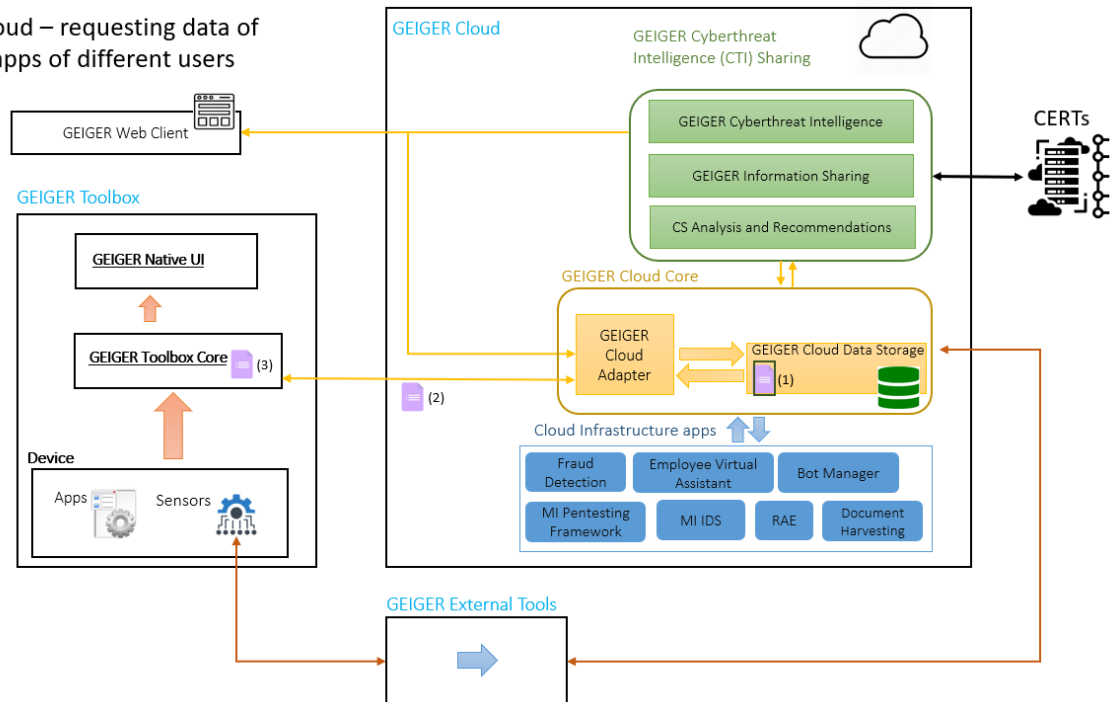 oud – requesting data of
apps of different users
GEIGER Cloud
GEIGER Cyberthreat
Intelligence (CTI) Sharing
GEIGER Web Client
GEIGER Cyberthreat Intelligence
GEIGER Information Sharing
CS Analysis and Recommendations
CERTs
GEIGER Toolbox
GEIGER Native UI
GEIGER Toolbox Core
(3)
(2)
GEIGER Cloud Core
GEIGER
Cloud
Adapter
GEIGER Cloud Data Storage
(1)
Cloud Infrastructure apps
Fraud
Detection
Employee Virtual
Assistant
Bot Manager
MI Pentesting
Framework
MI IDS
RAE
Document
Harvesting
Device
Apps
Sensors
GEIGER External Tools